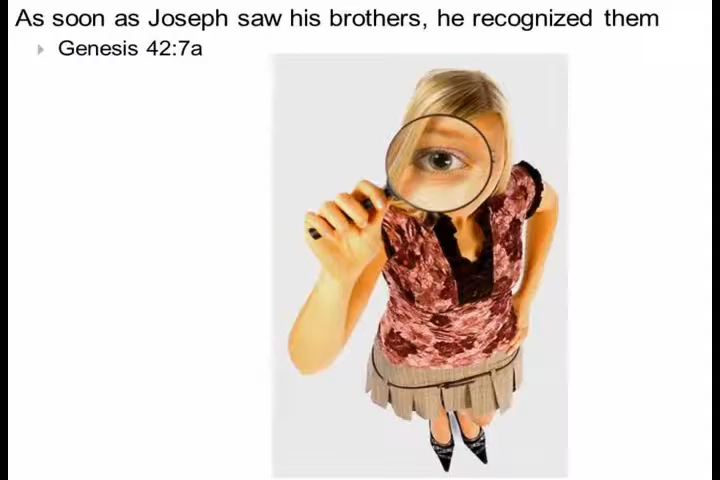 As soon as Joseph saw his brothers, he recognized them
Genesis 42:7a